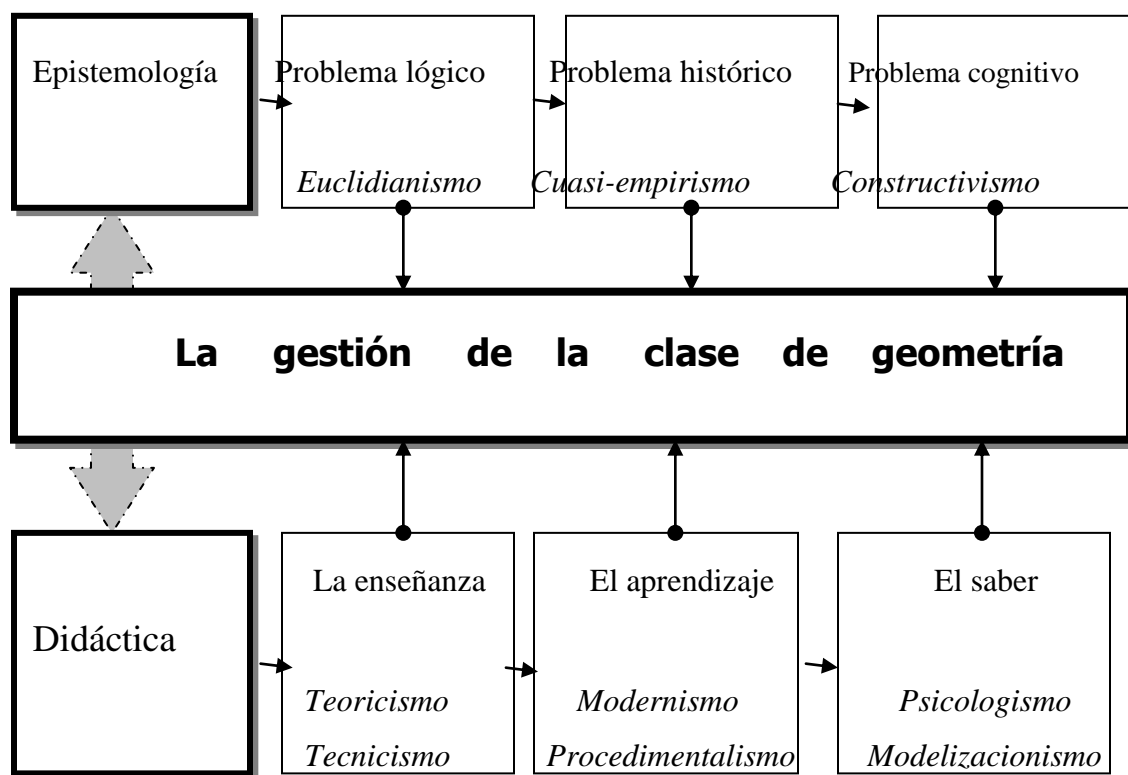 Epistemología
Problema lógico
Euclidianismo
Problema histórico
Cuasi-empirismo
Problema cognitivo
Constructivismo
La gestión de la clase de geometría
Didáctica
La enseñanza
Teoricismo
Tecnicismo
El aprendizaje
Modernismo
Procedimentalismo
El saber
Psicologismo
Modelizacionismo